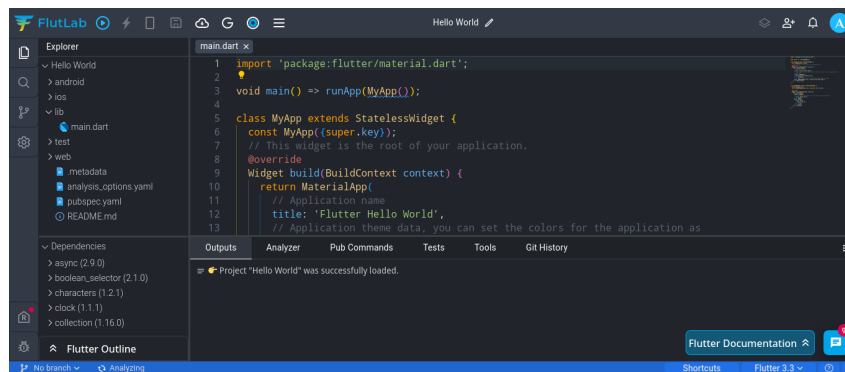 FlutLab
Hello World
A
Explorer
Hello World
android
ios
lib
main.dart
test
web
.metadata
analysis_options.yaml
pubspec.yaml
README.md
Dependencies
async (2.9.0)
boolean_selector (2.1.0)
characters (1.2.1)
clock (1.1.1)
collection (1.16.0)
Flutter Outline
main.dart ×
1 import 'package:flutter/material.dart';
2
3 void main() => runApp(MyApp());
4
5 class MyApp extends StatelessWidget {
6 const MyApp({super.key});
7 // This widget is the root of your application.
8 @override
9 Widget build(BuildContext context) {
10 return MaterialApp(
11 // Application name
12 title: 'Flutter Hello World',
13 // Application theme data, you can set the colors for the application as
Outputs Analyzer Pub Commands Tests Tools Git History
Project "Hello World" was successfully loaded.
Flutter Documentation
No branch Analyzing
Shortcuts Flutter 3.3